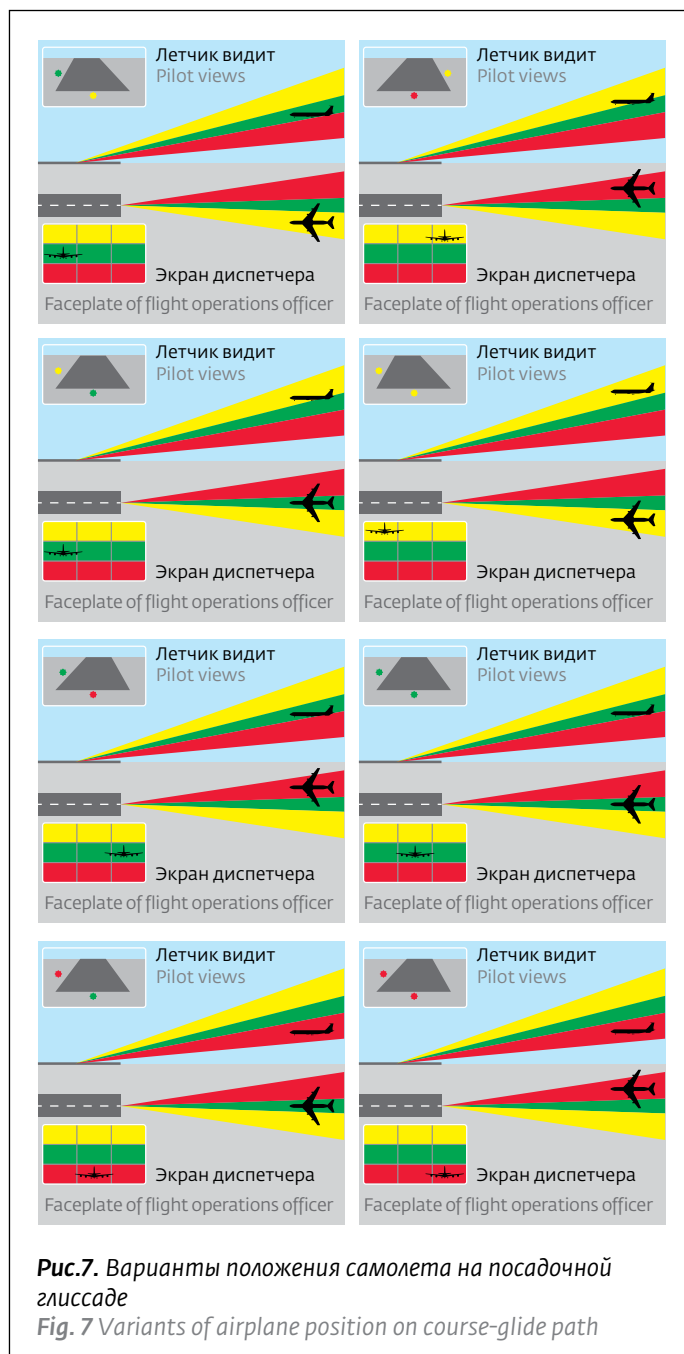 Летчик видит
Pilot views
Экран диспетчера
Faceplate of flight operations officer
Летчик видит
Pilot views
Экран диспетчера
Faceplate of flight operations officer
Летчик видит
Pilot views
Экран диспетчера
Faceplate of flight operations officer
Летчик видит
Pilot views
Экран диспетчера
Faceplate of flight operations officer
Летчик видит
Pilot views
Экран диспетчера
Faceplate of flight operations officer
Летчик видит
Pilot views
Экран диспетчера
Faceplate of flight operations officer
Летчик видит
Pilot views
Экран диспетчера
Faceplate of flight operations officer
Летчик видит
Pilot views
Экран диспетчера
Faceplate of flight operations officer
Рис.7. Варианты положения самолета на посадочной
глиссаде
Fig. 7 Variants of airplane position on course-glide path